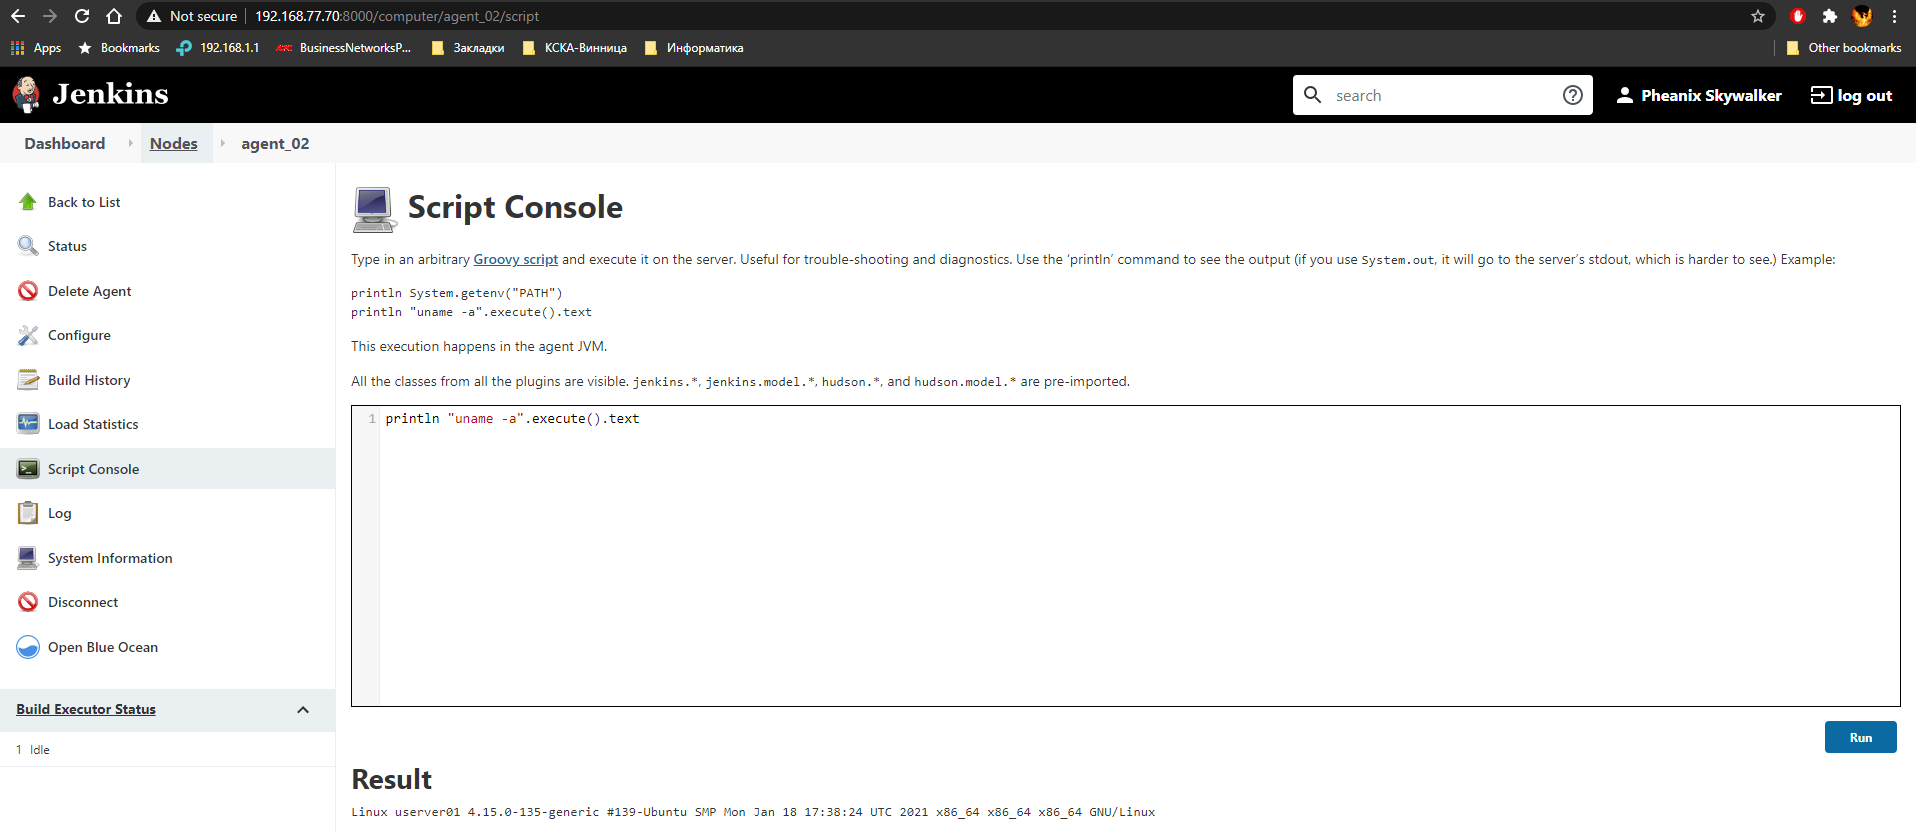 Not secure | 192.168.77.70:8000/computer/agent_02/script
Apps Bookmarks 192.168.1.1 BusinessNetworksP... Закладки КСКА-Винница Информатика Other bookmarks
Jenkins search Pheanix Skywalker log out
Dashboard Nodes agent_02
Back to List
Status
Delete Agent
Configure
Build History
Load Statistics
Script Console
Log
System Information
Disconnect
Open Blue Ocean
Build Executor Status
1 Idle
Script Console
Type in an arbitrary Groovy script and execute it on the server. Useful for trouble-shooting and diagnostics. Use the ‘println’ command to see the output (if you use System.out, it will go to the server’s stdout, which is harder to see.) Example:
println System.getenv("PATH")
println "uname -a".execute().text
This execution happens in the agent JVM.
All the classes from all the plugins are visible. jenkins.*, jenkins.model.*, hudson.*, and hudson.model.* are pre-imported.
1 println "uname -a".execute().text
Run
Result
Linux userver01 4.15.0-135-generic #139-Ubuntu SMP Mon Jan 18 17:38:24 UTC 2021 x86_64 x86_64 x86_64 GNU/Linux